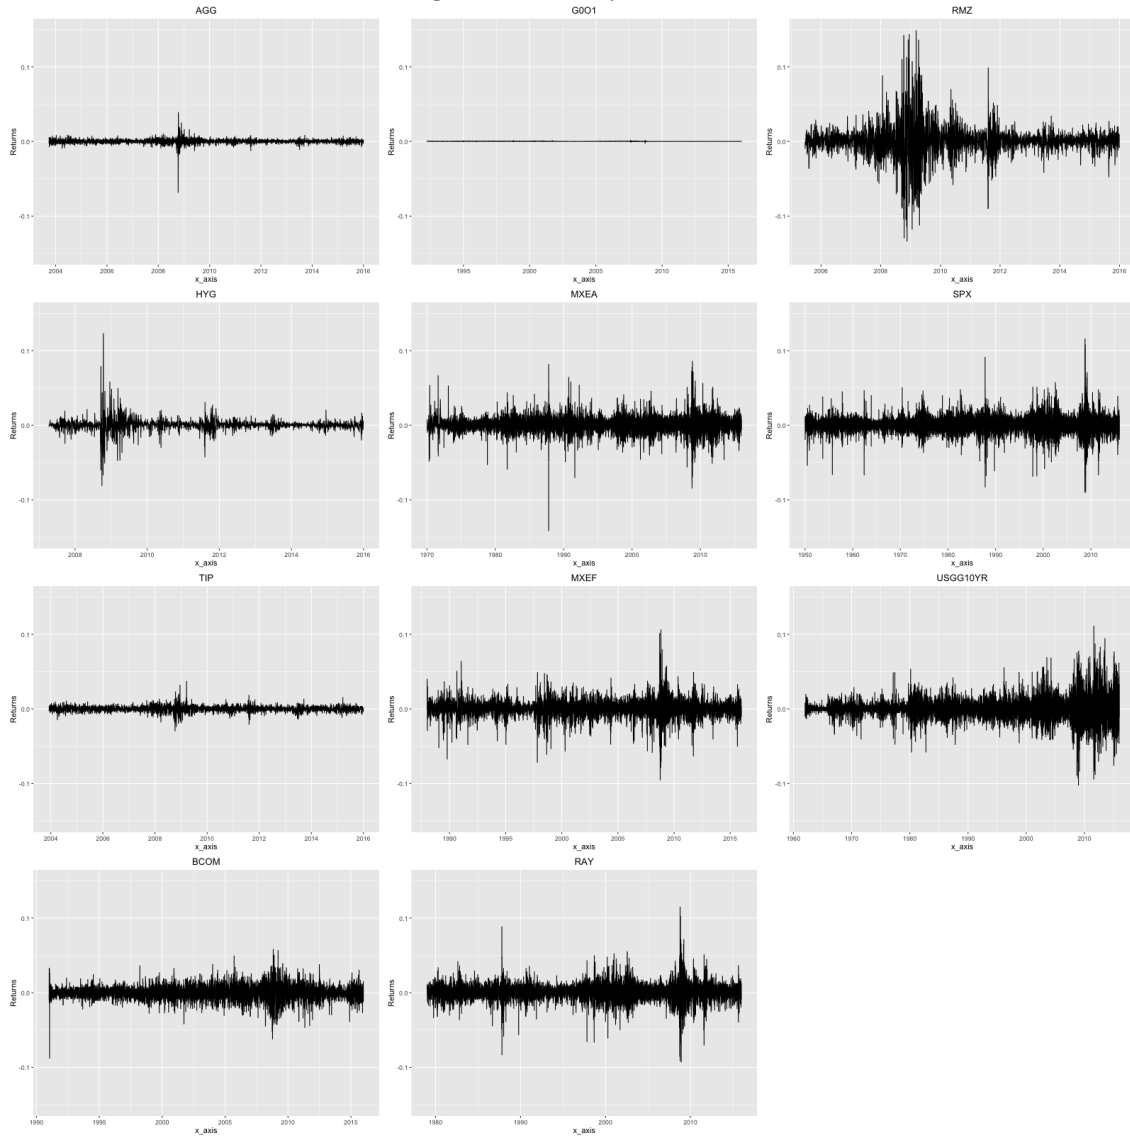 AGG
0.1
0.0
-0.1
Returns
2004 2006 2008 2010 2012 2014 2016
x_axis
G0O1
0.1
0.0
-0.1
Returns
1995 2000 2005 2010 2015
x_axis
RMZ
0.1
0.0
-0.1
Returns
2006 2008 2010 2012 2014 2016
x_axis
HYG
0.1
0.0
-0.1
Returns
2008 2010 2012 2014 2016
x_axis
MXEA
0.1
0.0
-0.1
Returns
1970 1980 1990 2000 2010
x_axis
SPX
0.1
0.0
-0.1
Returns
1950 1960 1970 1980 1990 2000 2010
x_axis
TIP
0.1
0.0
-0.1
Returns
2004 2006 2008 2010 2012 2014 2016
x_axis
MXEF
0.1
0.0
-0.1
Returns
1990 1995 2000 2005 2010 2015
x_axis
USGG10YR
0.1
0.0
-0.1
Returns
1960 1970 1980 1990 2000 2010
x_axis
BCOM
0.1
0.0
-0.1
Returns
1990 1995 2000 2005 2010 2015
x_axis
RAY
0.1
0.0
-0.1
Returns
1980 1990 2000 2010
x_axis